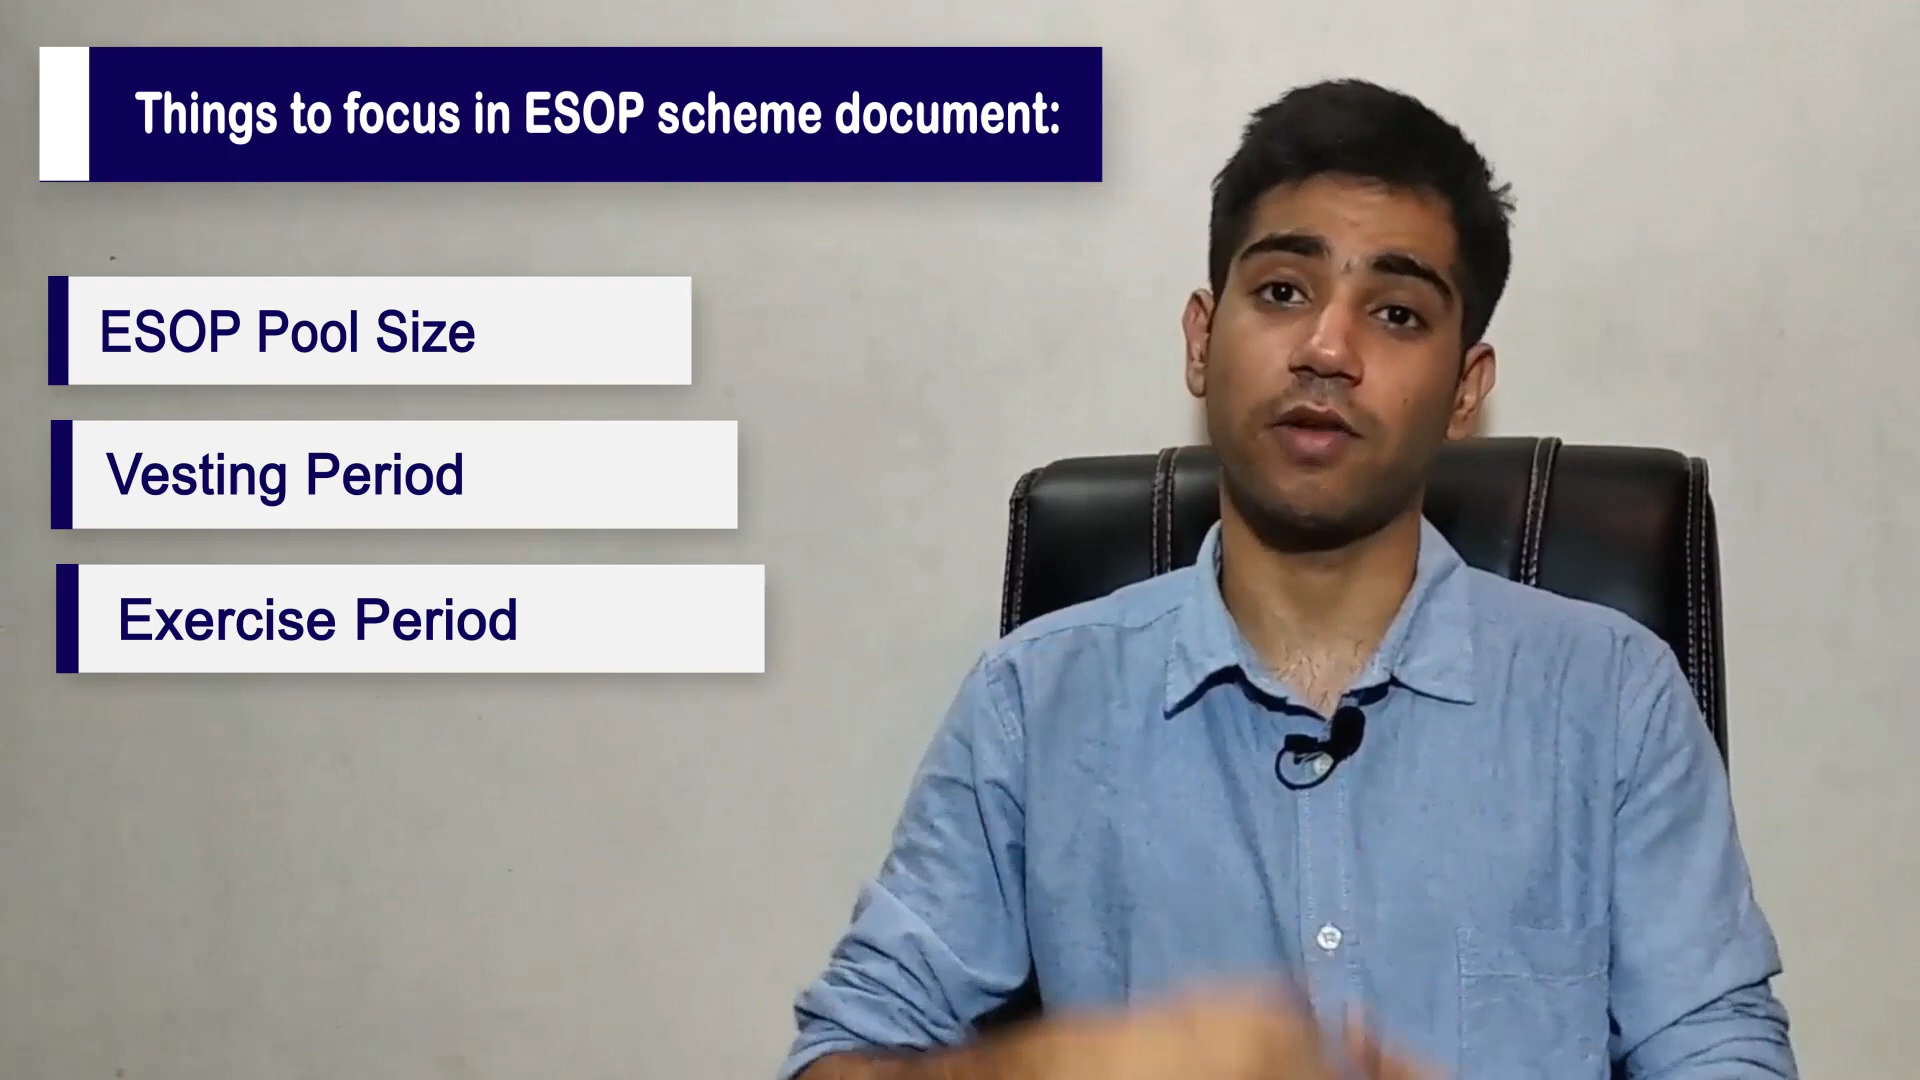 Things to focus in ESOP scheme document:
ESOP Pool Size
Vesting Period
Exercise Period